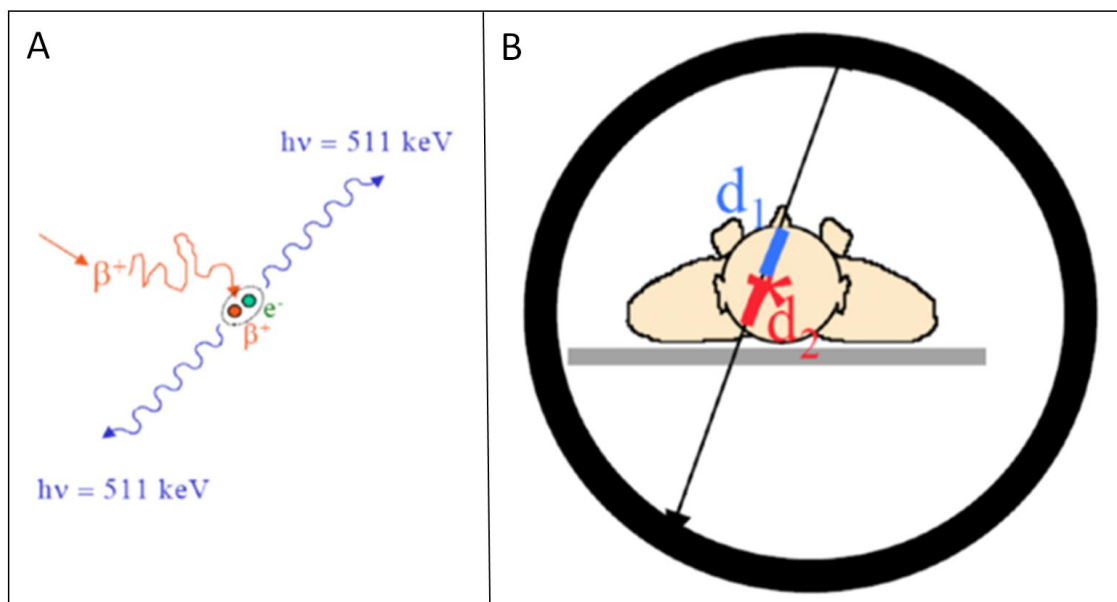 A
hν = 511 keV
β⁺
e⁻
β⁺
hν = 511 keV
B
d₁
d₂